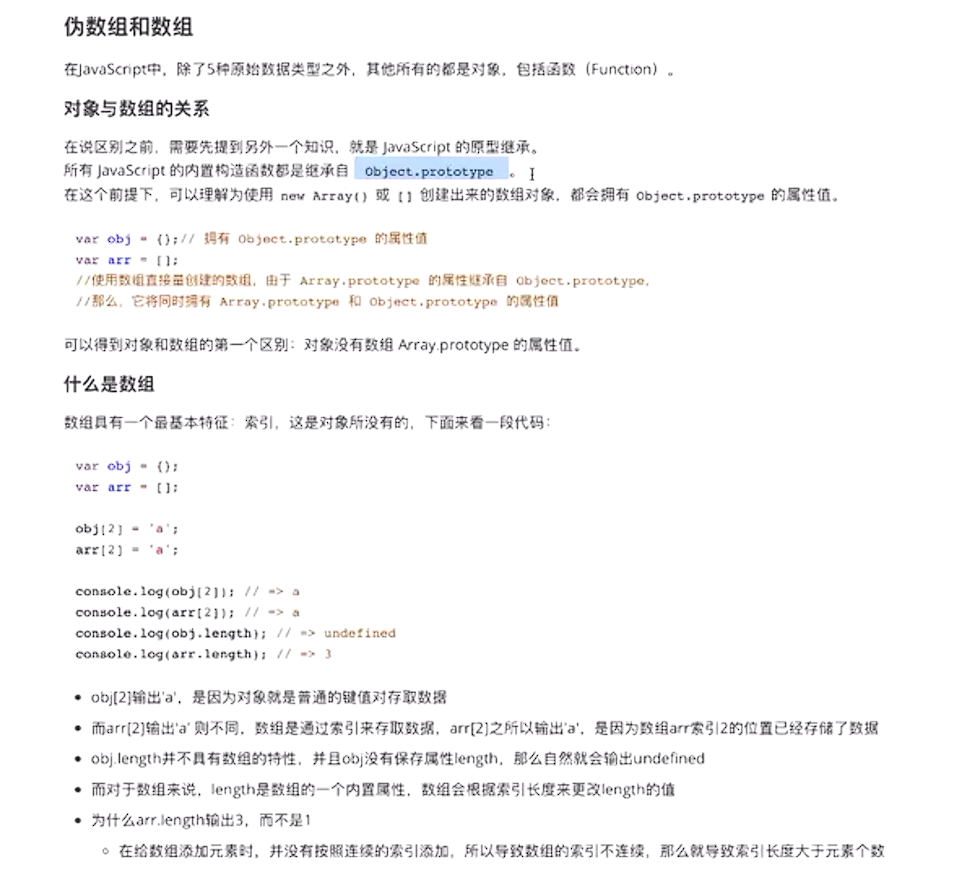 伪数组和数组
在JavaScript中，除了5种原始数据类型之外，其他所有的都是对象，包括函数（Function）。
对象与数组的关系
在说区别之前，需要先提到另外一个知识，就是 JavaScript 的原型继承。
所有 JavaScript 的内置构造函数都是继承自 Object.prototype 。
在这个前提下，可以理解为使用 new Array() 或 [] 创建出来的数组对象，都会拥有 Object.prototype 的属性值。
var obj = {};// 拥有 Object.prototype 的属性值
var arr = [];
//使用数组直接量创建的数组，由于 Array.prototype 的属性继承自 Object.prototype，
//那么，它将同时拥有 Array.prototype 和 Object.prototype 的属性值
可以得到对象和数组的第一个区别：对象没有数组 Array.prototype 的属性值。
什么是数组
数组具有一个最基本特征：索引，这是对象所没有的，下面来看一段代码：
var obj = {};
var arr = [];
obj[2] = 'a';
arr[2] = 'a';
console.log(obj[2]); // => a
console.log(arr[2]); // => a
console.log(obj.length); // => undefined
console.log(arr.length); // => 3
• obj[2]输出'a'，是因为对象就是普通的键值对存取数据
• 而arr[2]输出'a' 则不同，数组是通过索引来存取数据，arr[2]之所以输出'a'，是因为数组arr索引2的位置已经存储了数据
• obj.length并不具有数组的特性，并且obj没有保存属性length，那么自然就会输出undefined
• 而对于数组来说，length是数组的一个内置属性，数组会根据索引长度来更改length的值
• 为什么arr.length输出3，而不是1
◦ 在给数组添加元素时，并没有按照连续的索引添加，所以导致数组的索引不连续，那么就导致索引长度大于元素个数